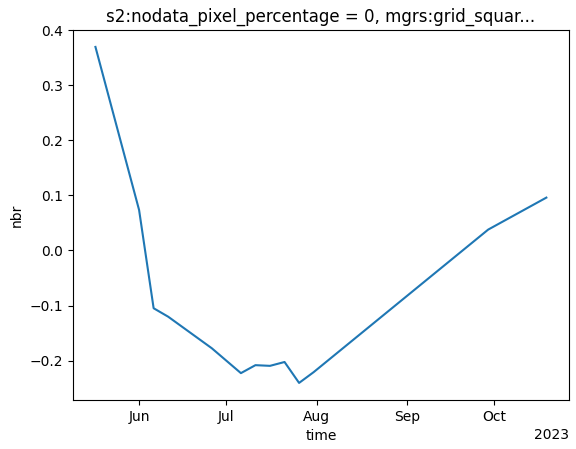 s2:nodata_pixel_percentage = 0, mgrs:grid_squar...
0.4
0.3
0.2
0.1
0.0
−0.1
−0.2
nbr
Jun Jul Aug Sep Oct
time
2023